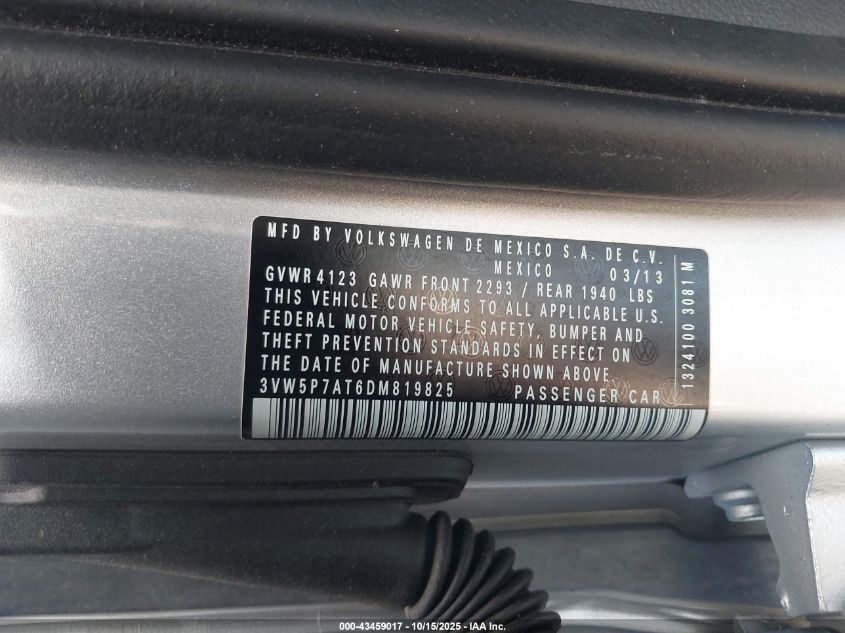 MFD BY VOLKSWAGEN DE MEXICO S.A. DE C.V.
MEXICO 03/13
GVWR 4123 GAWR FRONT 2293 / REAR 1940 LBS
THIS VEHICLE CONFORMS TO ALL APPLICABLE U.S.
FEDERAL MOTOR VEHICLE SAFETY, BUMPER AND
THEFT PREVENTION STANDARDS IN EFFECT ON
THE DATE OF MANUFACTURE SHOWN ABOVE.
3VW5P7AT6DM819825 PASSENGER CAR
1324100 3081 M
000-43459017 - 10/15/2025 - IAA Inc.